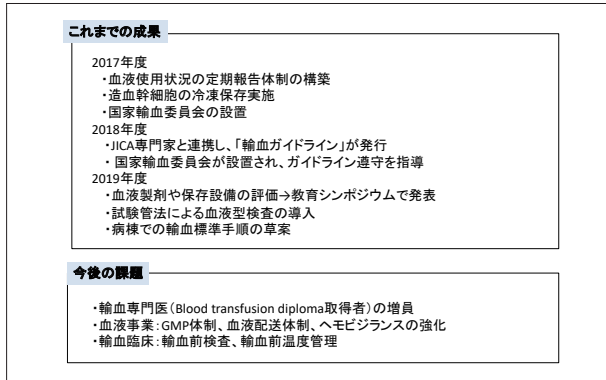 これまでの成果
2017年度
・血液使用状況の定期報告体制の構築
・造血幹細胞の冷凍保存実施
・国家輸血委員会の設置
2018年度
・JICA専門家と連携し、「輸血ガイドライン」が発行
・国家輸血委員会が設置され、ガイドライン遵守を指導
2019年度
・血液製剤や保存設備の評価→教育シンポジウムで発表
・試験管法による血液型検査の導入
・病棟での輸血標準手順の草案
今後の課題
・輸血専門医(Blood transfusion diploma取得者)の増員
・血液事業:GMP体制、血液配送体制、ヘモビジランスの強化
・輸血臨床:輸血前検査、輸血前温度管理